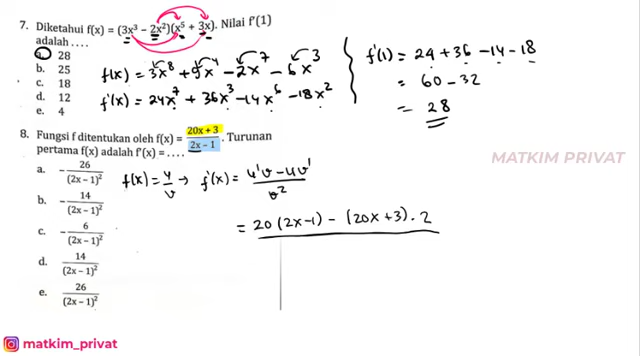 7. Diketahui f(x) = (3x³ – 2x²)(x⁵ + 3x). Nilai f'(1)
adalah ....
a. 28
b. 25
c. 18
d. 12
e. 4
f(x) = 3x⁸ + 9x⁴ – 2x⁷ – 6x³
f'(x) = 24x⁷ + 36x³ – 14x⁶ – 18x²
f'(1) = 24 + 36 – 14 – 18
= 60 – 32
= 28
8. Fungsi f ditentukan oleh f(x) = (20x + 3)/(2x – 1). Turunan
pertama f(x) adalah f'(x) = ....
a. –26/(2x – 1)²
b. –14/(2x – 1)²
c. –6/(2x – 1)²
d. 14/(2x – 1)²
e. 26/(2x – 1)²
f(x) = u/v → f'(x) = (u'v – uv')/v²
= 20(2x–1) – (20x+3)·2
MATKIM PRIVAT
matkim_privat